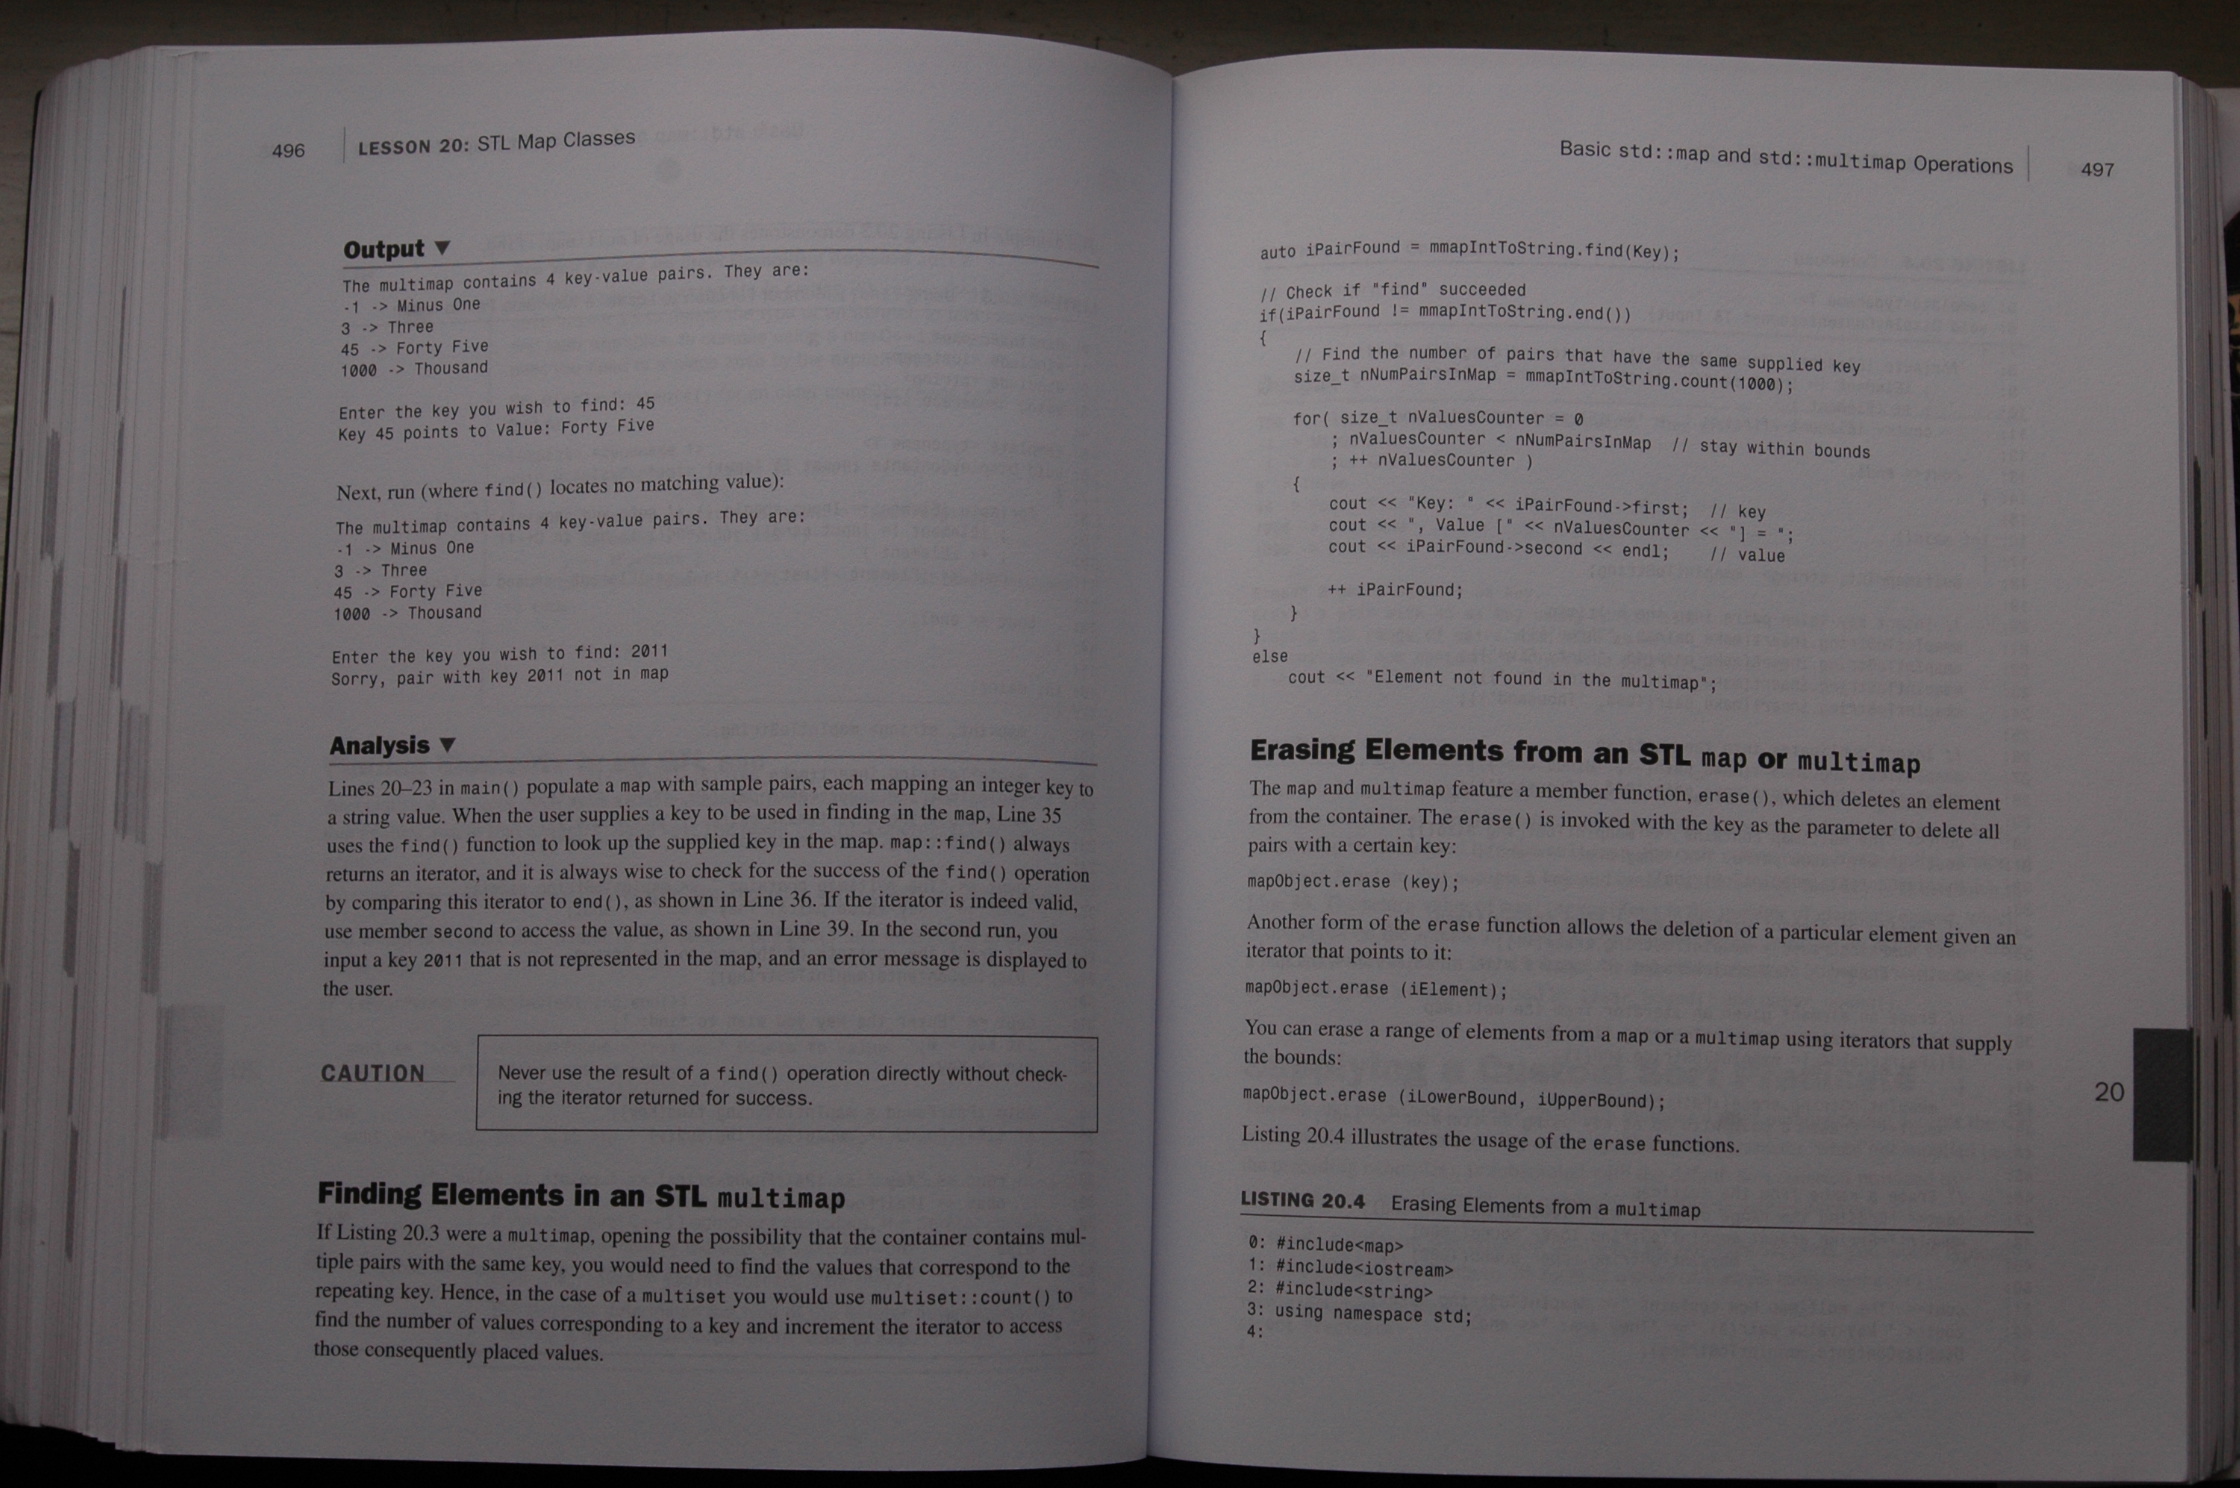 496 LESSON 20: STL Map Classes
Output ▼
The multimap contains 4 key-value pairs. They are:
-1 -> Minus One
3 -> Three
45 -> Forty Five
1000 -> Thousand
Enter the key you wish to find: 45
Key 45 points to Value: Forty Five
Next, run (where find() locates no matching value):
The multimap contains 4 key-value pairs. They are:
-1 -> Minus One
3 -> Three
45 -> Forty Five
1000 -> Thousand
Enter the key you wish to find: 2011
Sorry, pair with key 2011 not in map
Analysis ▼
Lines 20–23 in main() populate a map with sample pairs, each mapping an integer key to
a string value. When the user supplies a key to be used in finding in the map, Line 35
uses the find() function to look up the supplied key in the map. map::find() always
returns an iterator, and it is always wise to check for the success of the find() operation
by comparing this iterator to end(), as shown in Line 36. If the iterator is indeed valid,
use member second to access the value, as shown in Line 39. In the second run, you
input a key 2011 that is not represented in the map, and an error message is displayed to
the user.
CAUTION
Never use the result of a find() operation directly without check-
ing the iterator returned for success.
Finding Elements in an STL multimap
If Listing 20.3 were a multimap, opening the possibility that the container contains mul-
tiple pairs with the same key, you would need to find the values that correspond to the
repeating key. Hence, in the case of a multiset you would use multiset::count() to
find the number of values corresponding to a key and increment the iterator to access
those consequently placed values.
Basic std::map and std::multimap Operations 497
auto iPairFound = mmapIntToString.find(Key);
// Check if "find" succeeded
if(iPairFound != mmapIntToString.end())
{
// Find the number of pairs that have the same supplied key
size_t nNumPairsInMap = mmapIntToString.count(1000);
for( size_t nValuesCounter = 0
; nValuesCounter < nNumPairsInMap // stay within bounds
; ++ nValuesCounter )
{
cout << "Key: " << iPairFound->first; // key
cout << ", Value [" << nValuesCounter << "] = ";
cout << iPairFound->second << endl; // value
++ iPairFound;
}
}
else
cout << "Element not found in the multimap";
Erasing Elements from an STL map or multimap
The map and multimap feature a member function, erase(), which deletes an element
from the container. The erase() is invoked with the key as the parameter to delete all
pairs with a certain key:
mapObject.erase (key);
Another form of the erase function allows the deletion of a particular element given an
iterator that points to it:
mapObject.erase (iElement);
You can erase a range of elements from a map or a multimap using iterators that supply
the bounds:
mapObject.erase (iLowerBound, iUpperBound);
Listing 20.4 illustrates the usage of the erase functions.
LISTING 20.4 Erasing Elements from a multimap
0: #include<map>
1: #include<iostream>
2: #include<string>
3: using namespace std;
4:
20